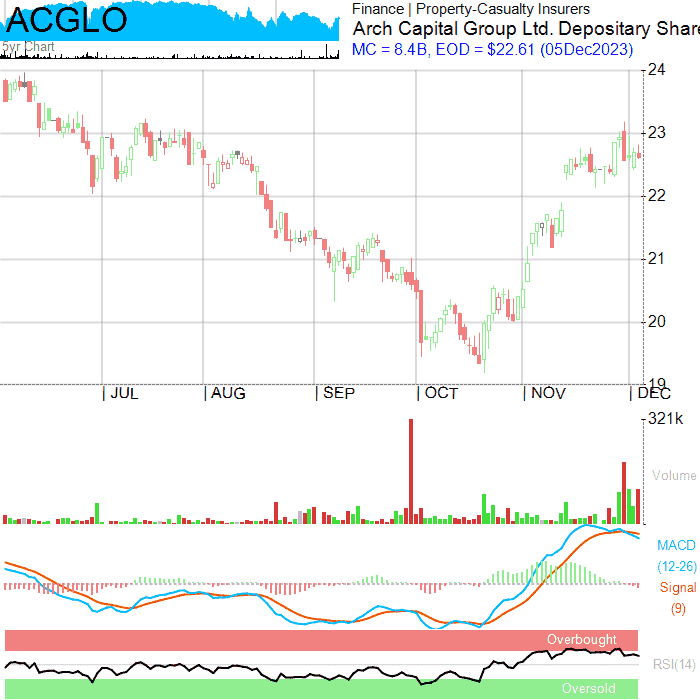 ACGLO
5yr Chart
Finance | Property-Casualty Insurers
Arch Capital Group Ltd. Depositary Share
MC = 8.4B, EOD = $22.61 (05Dec2023)
24
23
22
21
20
19
JUL AUG SEP OCT NOV DEC
321k
Volume
MACD
(12-26)
Signal
(9)
Overbought
RSI(14)
Oversold